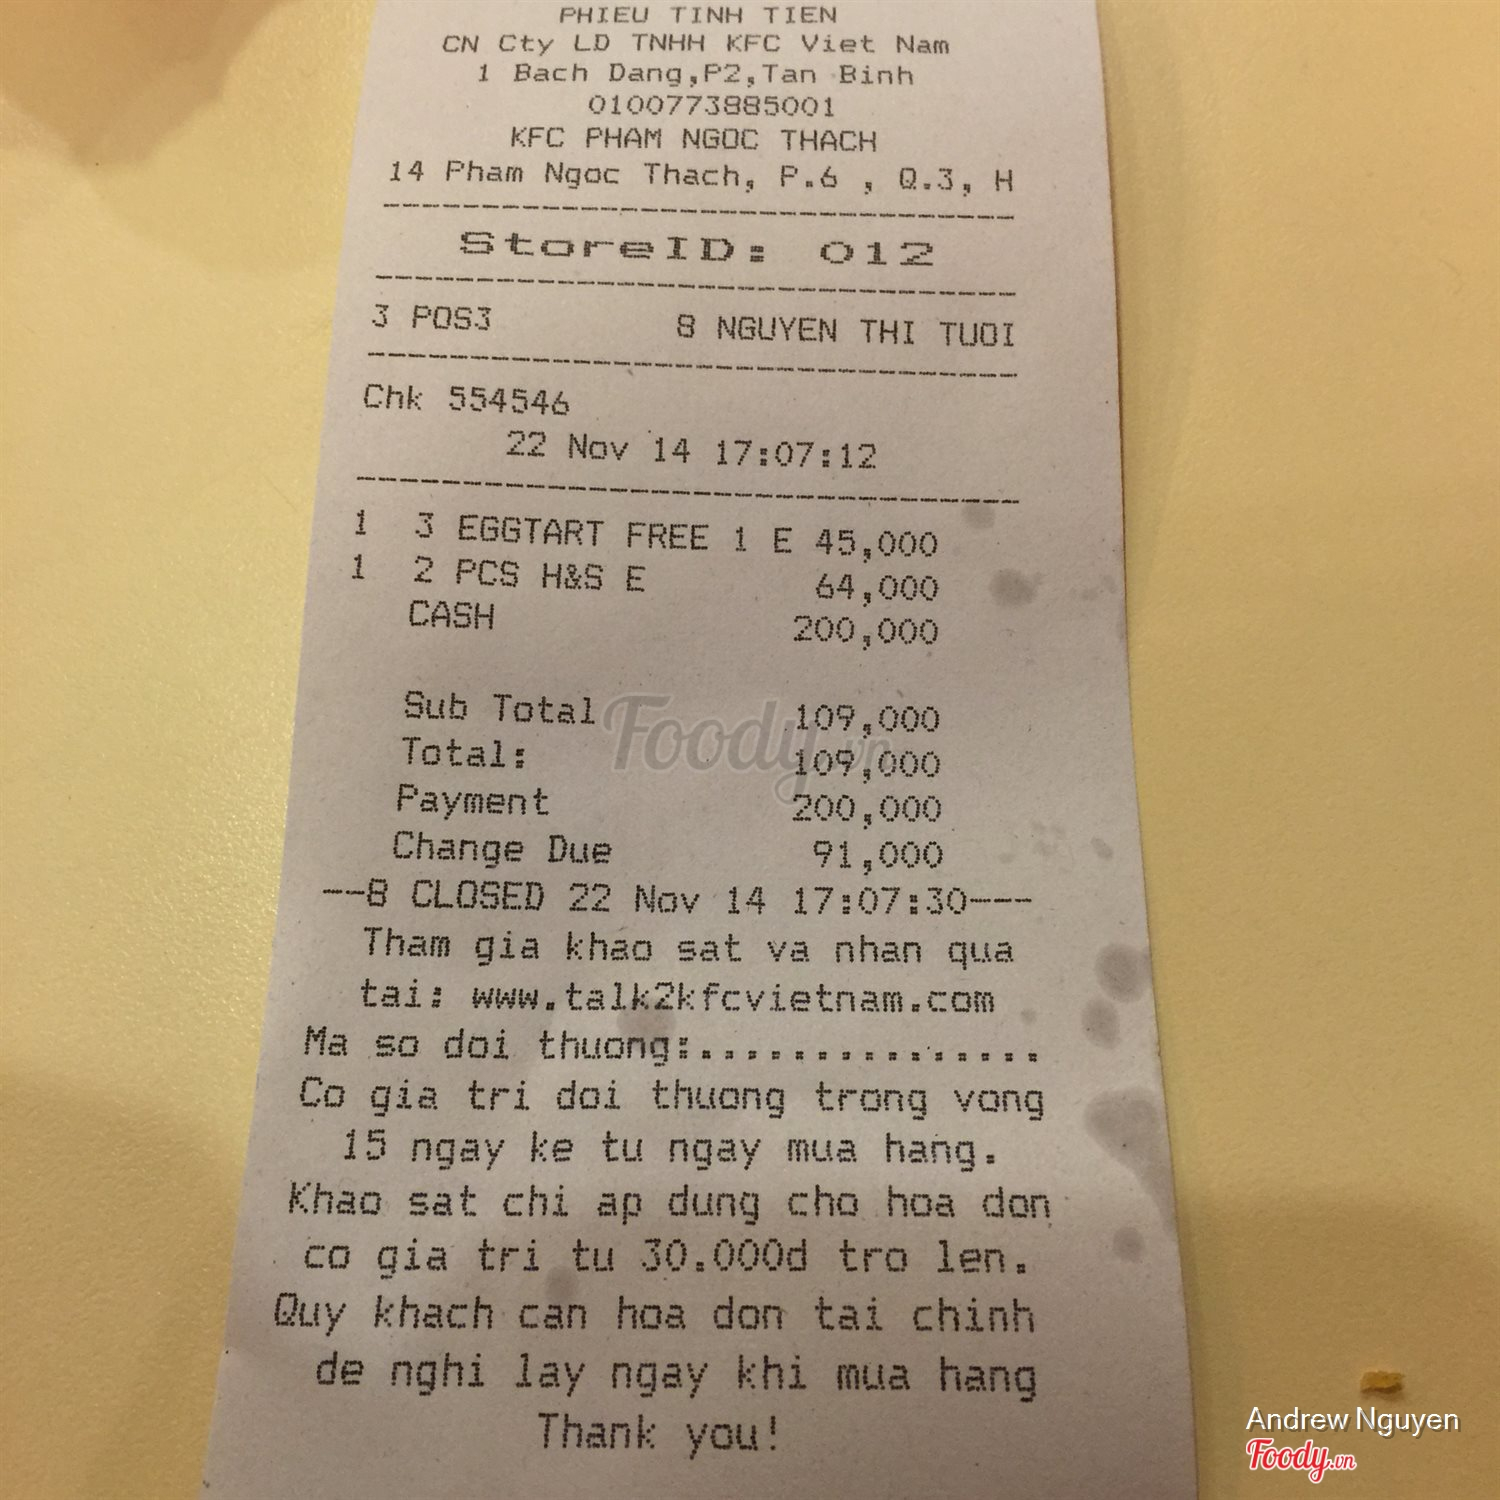 PHIEU TINH TIEN
CN Cty LD TNHH KFC Viet Nam
1 Bach Dang,P2,Tan Binh
0100773885001
KFC PHAM NGOC THACH
14 Pham Ngoc Thach, P.6 , Q.3, H
StoreID: 012
3 POS3 8 NGUYEN THI TUOI
Chk 554546
22 Nov 14 17:07:12
1 3 EGGTART FREE 1 E 45,000
1 2 PCS H&S E 64,000
CASH 200,000
Sub Total 109,000
Total: 109,000
Payment 200,000
Change Due 91,000
--8 CLOSED 22 Nov 14 17:07:30---
Tham gia khao sat va nhan qua
tai: www.talk2kfcvietnam.com
Ma so doi thuong:...............
Co gia tri doi thuong trong vong
15 ngay ke tu ngay mua hang.
Khao sat chi ap dung cho hoa don
co gia tri tu 30.000d tro len.
Quy khach can hoa don tai chinh
de nghi lay ngay khi mua hang
Thank you!
Foody.vn
Andrew Nguyen
Foody.vn